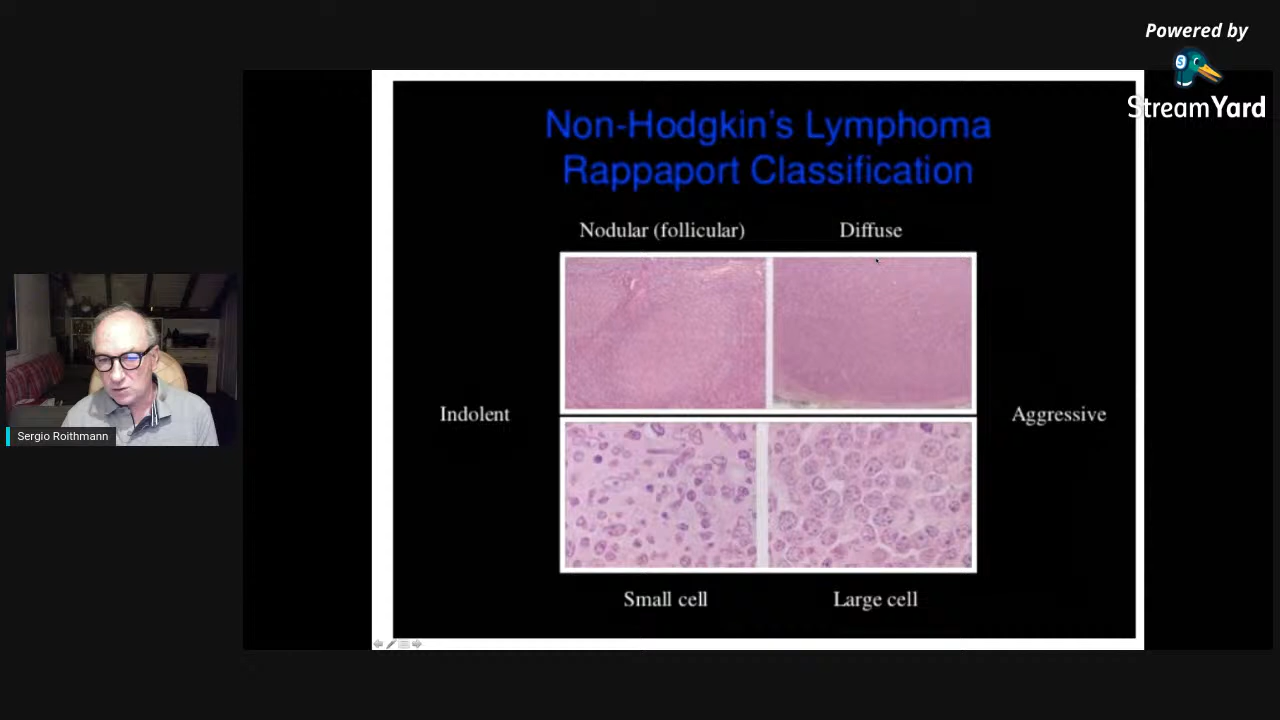 Powered by
StreamYard
Non-Hodgkin's Lymphoma
Rappaport Classification
Nodular (follicular)
Diffuse
Indolent
Aggressive
Small cell
Large cell
Sergio Roithmann